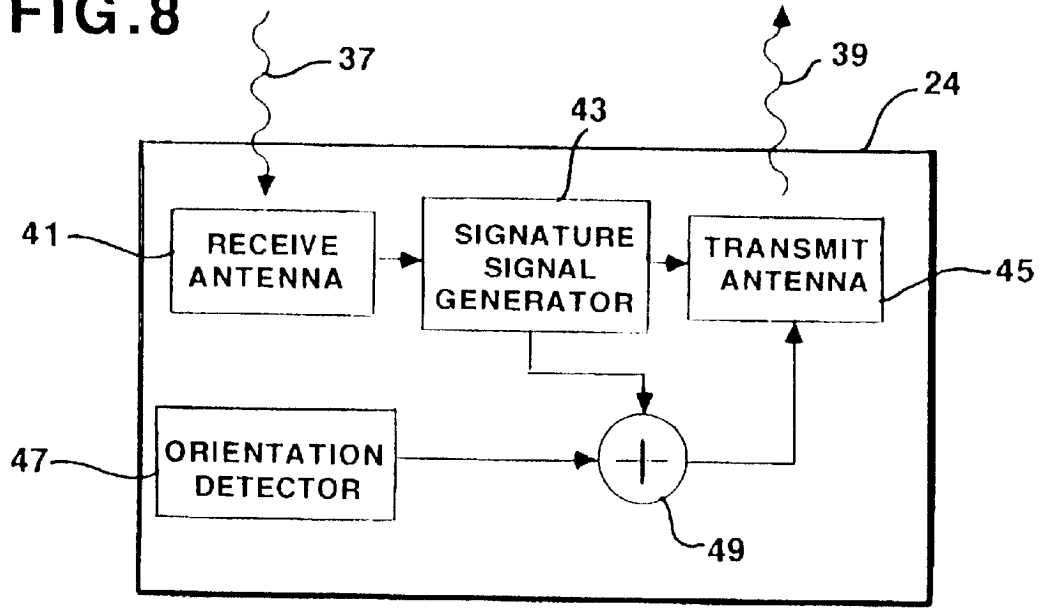 FIG.8
37
39
24
43
41
RECEIVE
ANTENNA
SIGNATURE
SIGNAL
GENERATOR
TRANSMIT
ANTENNA
45
47
ORIENTATION
DETECTOR
49